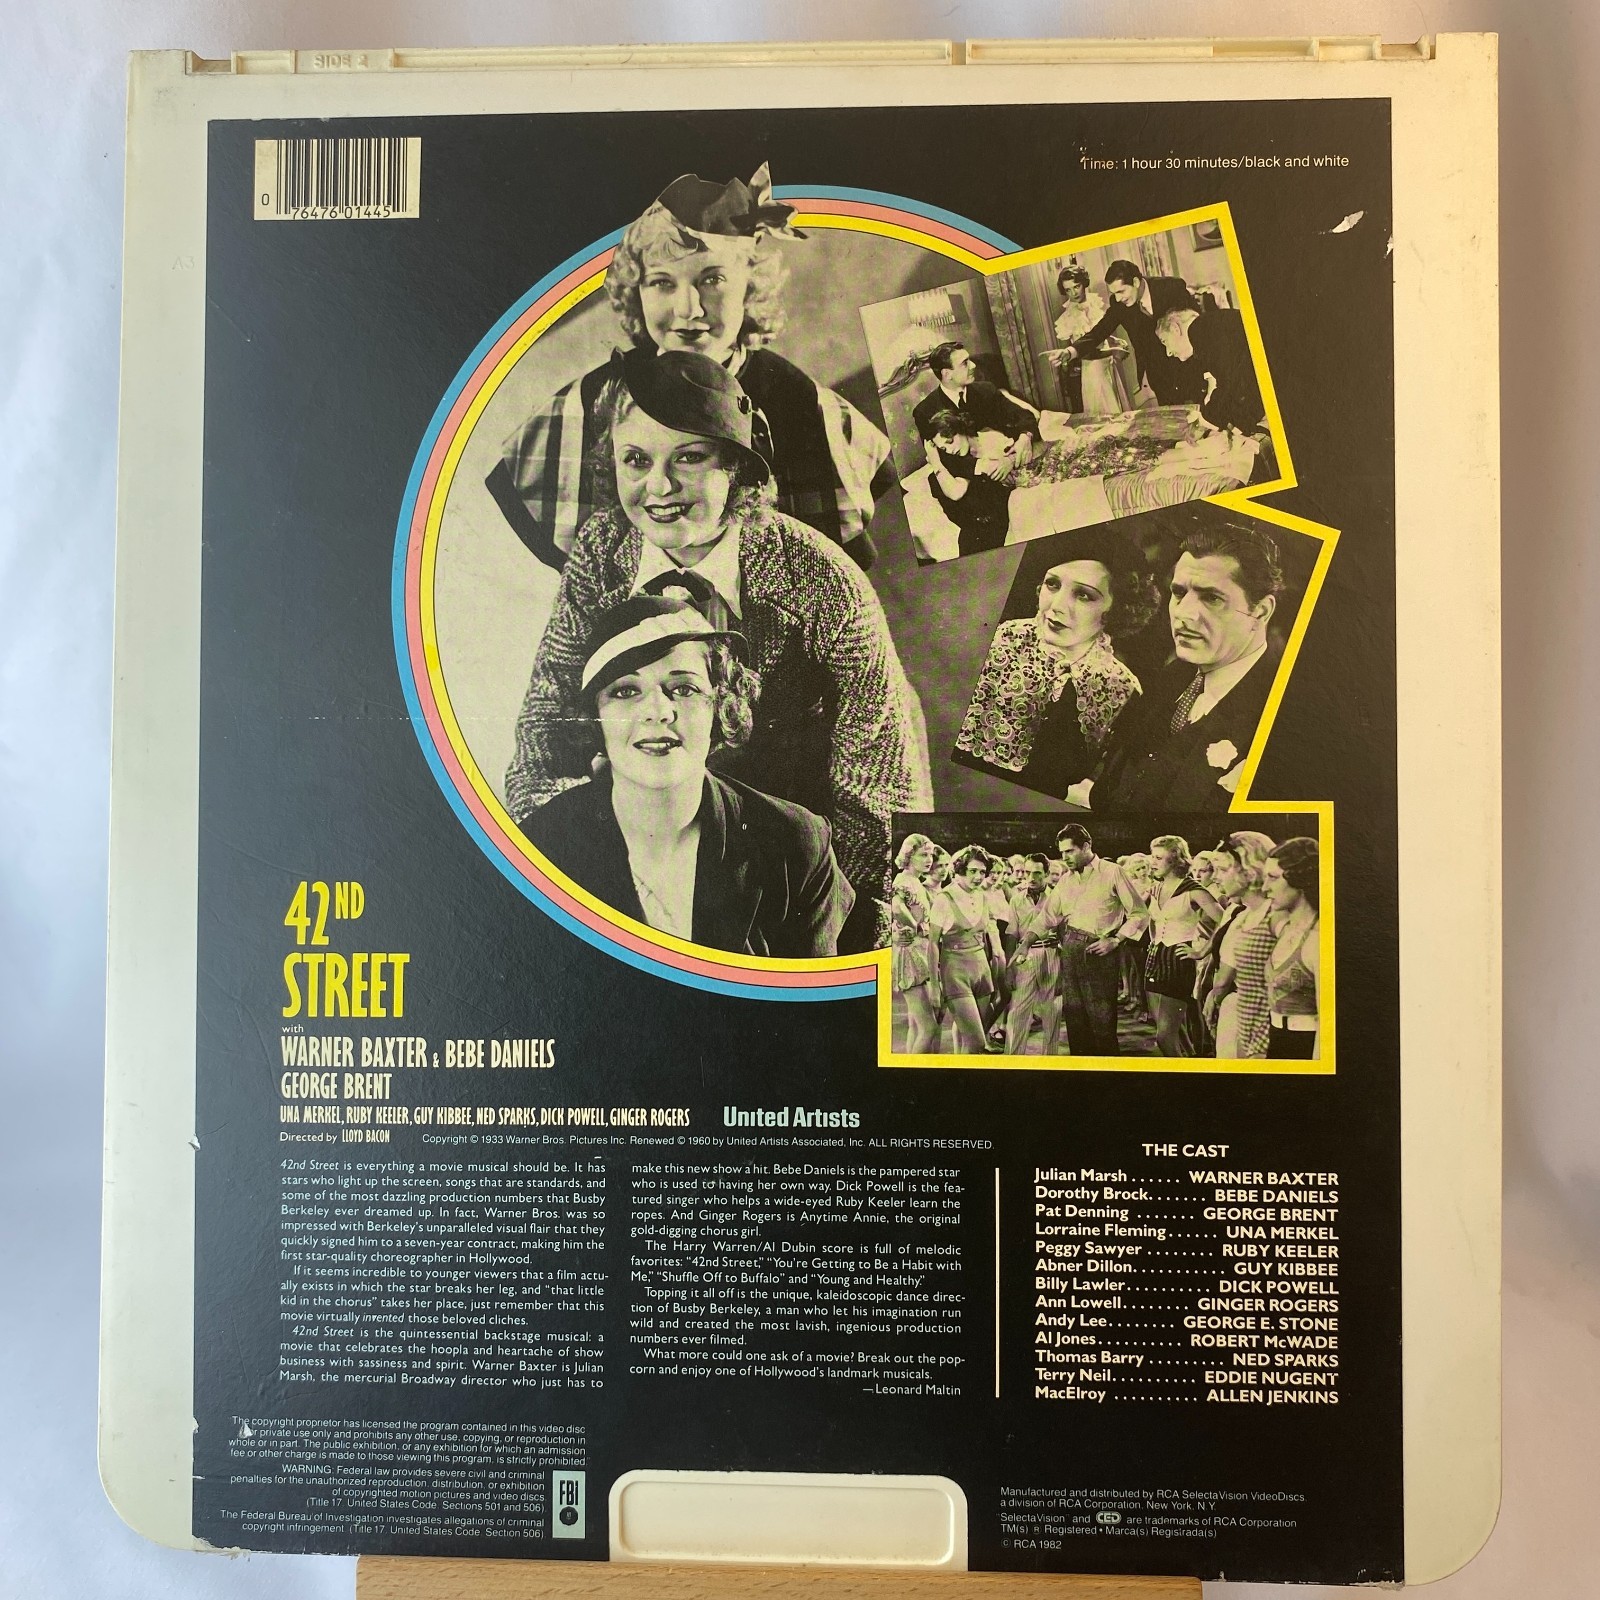 SIDE 2
0 76476 01445
Time: 1 hour 30 minutes/black and white
42ND
STREET
with
WARNER BAXTER & BEBE DANIELS
GEORGE BRENT
UNA MERKEL, RUBY KEELER, GUY KIBBEE, NED SPARKS, DICK POWELL, GINGER ROGERS
United Artists
Directed by LLOYD BACON
Copyright © 1933 Warner Bros. Pictures Inc. Renewed © 1960 by United Artists Associated, Inc. ALL RIGHTS RESERVED.
42nd Street is everything a movie musical should be. It has
stars who light up the screen, songs that are standards, and
some of the most dazzling production numbers that Busby
Berkeley ever dreamed up. In fact, Warner Bros. was so
impressed with Berkeley's unparalleled visual flair that they
quickly signed him to a seven-year contract, making him the
first star-quality choreographer in Hollywood.
If it seems incredible to younger viewers that a film actu-
ally exists in which the star breaks her leg, and "that little
kid in the chorus" takes her place, just remember that this
movie virtually invented those beloved cliches.
42nd Street is the quintessential backstage musical: a
movie that celebrates the hoopla and heartache of show
business with sassiness and spirit. Warner Baxter is Julian
Marsh, the mercurial Broadway director who just has to
make this new show a hit. Bebe Daniels is the pampered star
who is used to having her own way. Dick Powell is the fea-
tured singer who helps a wide-eyed Ruby Keeler learn the
ropes. And Ginger Rogers is Anytime Annie, the original
gold-digging chorus girl.
The Harry Warren/Al Dubin score is full of melodic
favorites: "42nd Street," "You're Getting to Be a Habit with
Me," "Shuffle Off to Buffalo" and "Young and Healthy."
Topping it all off is the unique, kaleidoscopic dance direc-
tion of Busby Berkeley, a man who let his imagination run
wild and created the most lavish, ingenious production
numbers ever filmed.
What more could one ask of a movie? Break out the pop-
corn and enjoy one of Hollywood's landmark musicals.
—Leonard Maltin
THE CAST
Julian Marsh ...... WARNER BAXTER
Dorothy Brock....... BEBE DANIELS
Pat Denning ....... GEORGE BRENT
Lorraine Fleming...... UNA MERKEL
Peggy Sawyer ........ RUBY KEELER
Abner Dillon........... GUY KIBBEE
Billy Lawler.......... DICK POWELL
Ann Lowell........ GINGER ROGERS
Andy Lee........ GEORGE E. STONE
Al Jones.......... ROBERT McWADE
Thomas Barry ......... NED SPARKS
Terry Neil.......... EDDIE NUGENT
MacElroy .......... ALLEN JENKINS
The copyright proprietor has licensed the program contained in this video disc
for private use only and prohibits any other use, copying, or reproduction in
whole or in part. The public exhibition, or any exhibition for which an admission
fee or other charge is made to those viewing this program, is strictly prohibited.
WARNING: Federal law provides severe civil and criminal
penalties for the unauthorized reproduction, distribution, or exhibition
of copyrighted motion pictures and video discs.
(Title 17, United States Code, Sections 501 and 506)
The Federal Bureau of Investigation investigates allegations of criminal
copyright infringement. (Title 17, United States Code, Section 506)
FBI
Manufactured and distributed by RCA SelectaVision VideoDiscs,
a division of RCA Corporation, New York, N.Y.
"SelectaVision" and CED are trademarks of RCA Corporation
TM(s) ® Registered • Marca(s) Registrada(s)
© RCA 1982